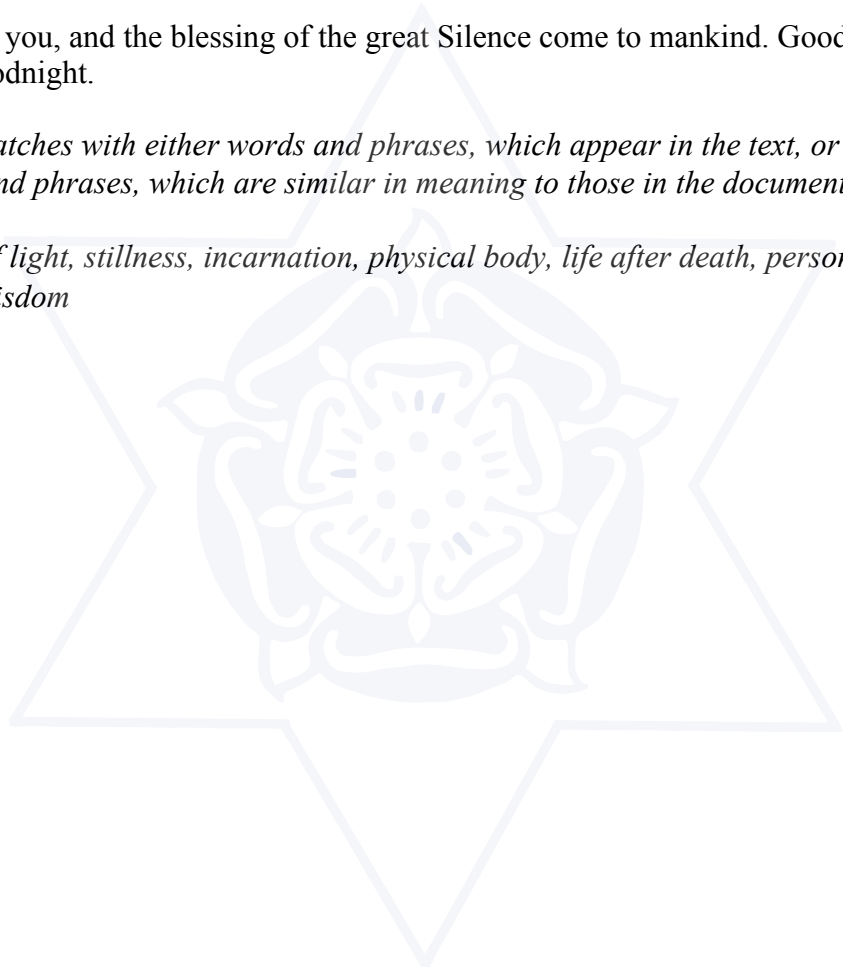 you, and the blessing of the great Silence come to mankind. Good
odnight.
atches with either words and phrases, which appear in the text, or
nd phrases, which are similar in meaning to those in the document
f light, stillness, incarnation, physical body, life after death, person
isdom